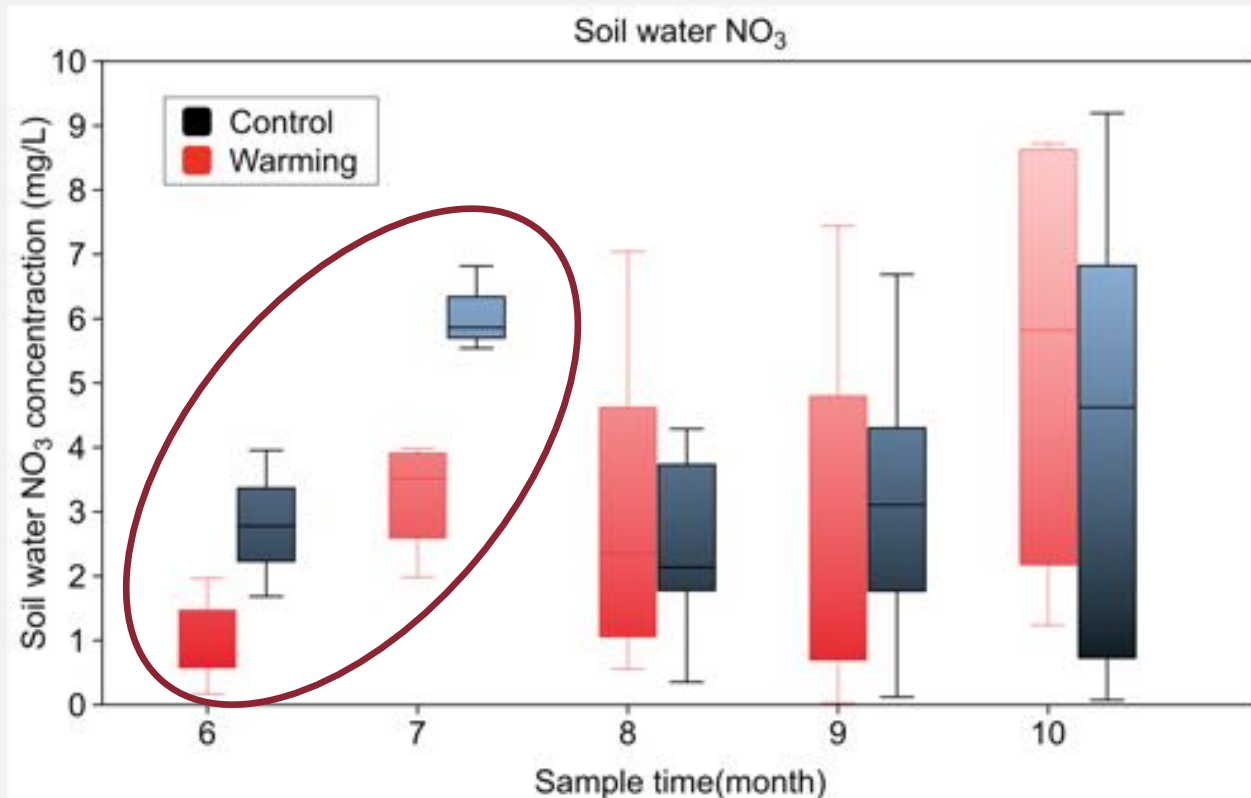 Soil water NO₃
Soil water NO₃ concentration (mg/L)
10
9
8
7
6
5
4
3
2
1
0
Control
Warming
6 7 8 9 10
Sample time(month)